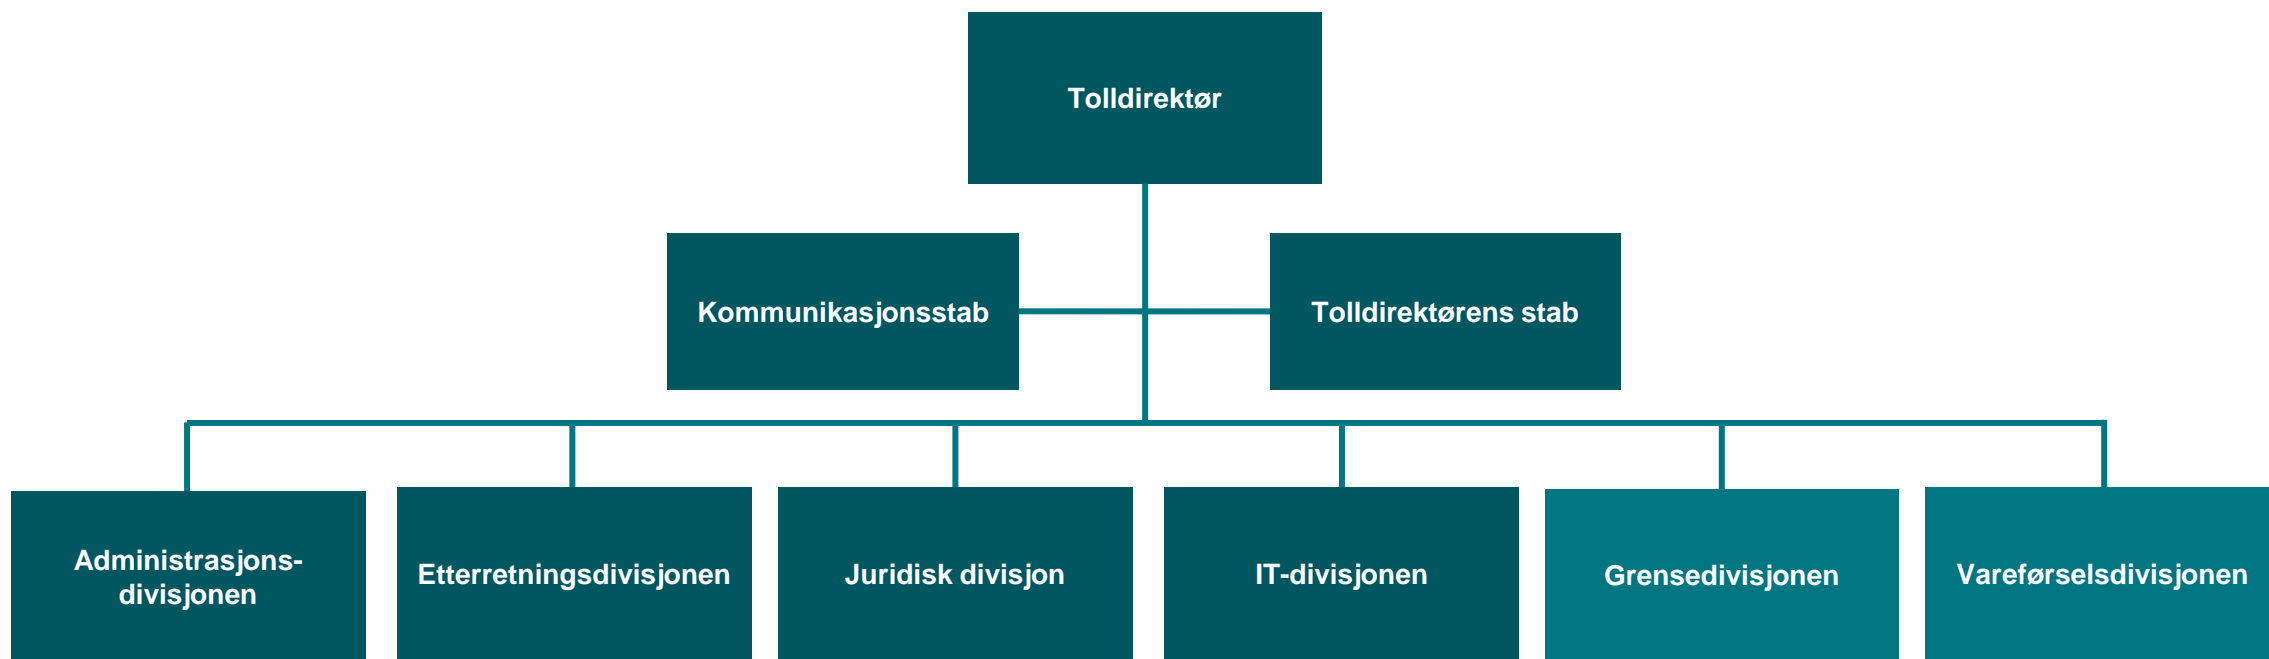 Tolldirektør
Kommunikasjonsstab
Tolldirektørens stab
Administrasjons-
divisjonen
Etterretningsdivisjonen
Juridisk divisjon
IT-divisjonen
Grensedivisjonen
Vareførselsdivisjonen